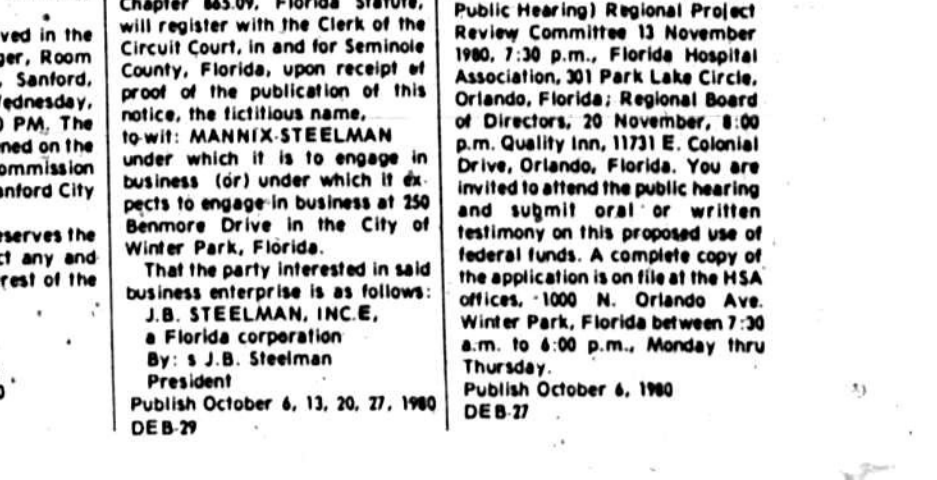 ved in the
ger, Room
, Sanford,
ednesday,
PM. The
ned on the
ommission
anford City
eserves the
ct any and
rest of the
Chapter 865.09, Florida Statute,
will register with the Clerk of the
Circuit Court, in and for Seminole
County, Florida, upon receipt of
proof of the publication of this
notice, the fictitious name,
to-wit: MANNIX-STEELMAN
under which it is to engage in
business (or) under which it ex-
pects to engage in business at 250
Benmore Drive in the City of
Winter Park, Florida.
That the party interested in said
business enterprise is as follows:
J.B. STEELMAN, INC.E,
a Florida corporation
By: s J.B. Steelman
President
Publish October 6, 13, 20, 27, 1980
DEB-29
Public Hearing) Regional Project
Review Committee 13 November
1980, 7:30 p.m., Florida Hospital
Association, 301 Park Lake Circle,
Orlando, Florida; Regional Board
of Directors, 20 November, 8:00
p.m. Quality Inn, 11731 E. Colonial
Drive, Orlando, Florida. You are
invited to attend the public hearing
and submit oral or written
testimony on this proposed use of
federal funds. A complete copy of
the application is on file at the HSA
offices, 1000 N. Orlando Ave.
Winter Park, Florida between 7:30
a.m. to 6:00 p.m., Monday thru
Thursday.
Publish October 6, 1980
DEB-27